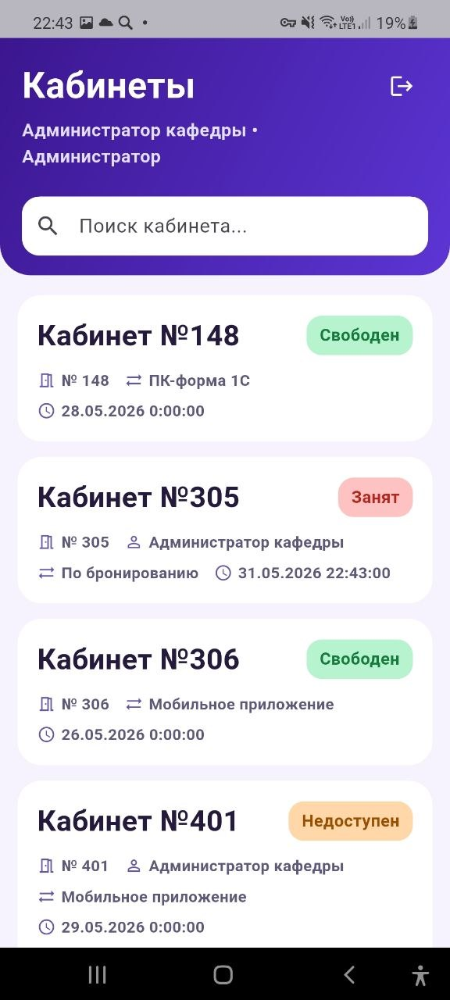 22:43 Vo)) LTE1 19%
Кабинеты
Администратор кафедры •
Администратор
Поиск кабинета...
Кабинет №148 Свободен
№ 148 ПК-форма 1С
28.05.2026 0:00:00
Кабинет №305 Занят
№ 305 Администратор кафедры
По бронированию 31.05.2026 22:43:00
Кабинет №306 Свободен
№ 306 Мобильное приложение
26.05.2026 0:00:00
Кабинет №401 Недоступен
№ 401 Администратор кафедры
Мобильное приложение
29.05.2026 0:00:00